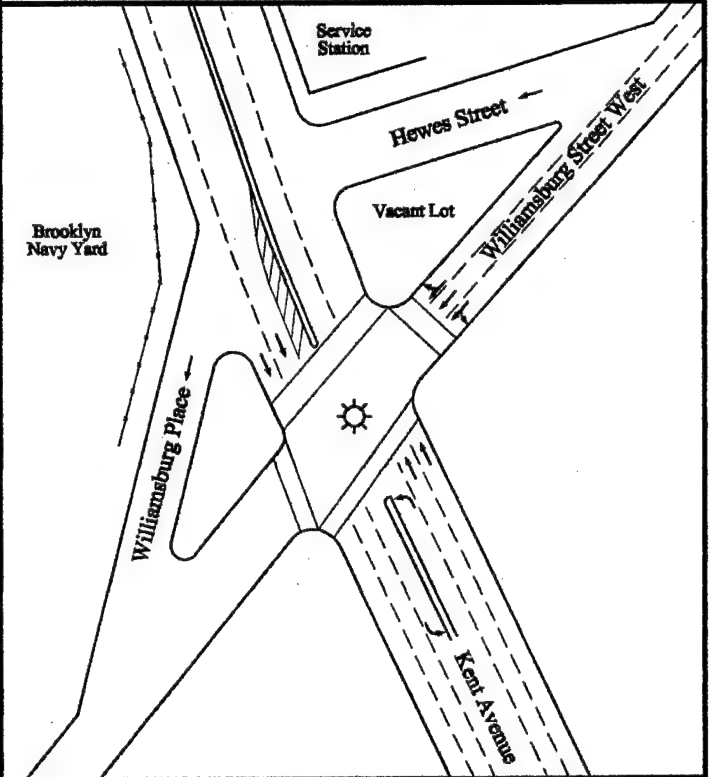 Service
Station
Hewes Street
Williamsburg Street West
Vacant Lot
Brooklyn
Navy Yard
Williamsburg Place
Kent Avenue